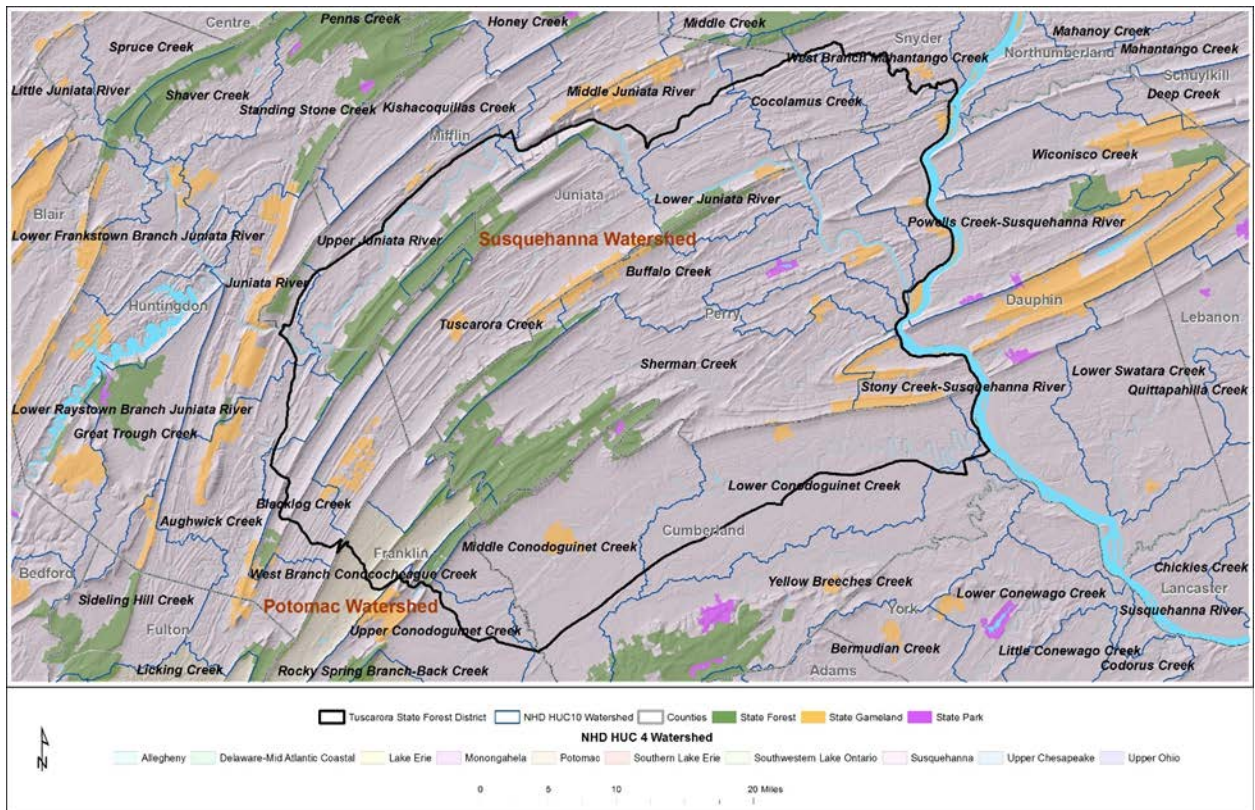 Centre
Penns Creek
Honey Creek
Middle Creek
Mahanoy Creek
Snyder
Spruce Creek
Northumberland
Mahantango Creek
West Branch Mahantango Creek
Schuylkill
Little Juniata River
Shaver Creek
Middle Juniata River
Deep Creek
Standing Stone Creek
Kishacoquillas Creek
Cocolamus Creek
Mifflin
Wiconisco Creek
Juniata
Lower Juniata River
Blair
Powells Creek-Susquehanna River
Lower Frankstown Branch Juniata River
Upper Juniata River
Susquehanna Watershed
Buffalo Creek
Juniata River
Huntingdon
Dauphin
Perry
Lebanon
Tuscarora Creek
Sherman Creek
Lower Swatara Creek
Stony Creek-Susquehanna River
Quittapahilla Creek
Lower Raystown Branch Juniata River
Great Trough Creek
Lower Conodoguinet Creek
Blacklog Creek
Aughwick Creek
Cumberland
Middle Conodoguinet Creek
Franklin
Chickies Creek
Bedford
West Branch Conococheague Creek
Yellow Breeches Creek
Lancaster
Lower Conewago Creek
Sideling Hill Creek
Potomac Watershed
York
Susquehanna River
Fulton
Upper Conodoguinet Creek
Bermudian Creek
Little Conewago Creek
Licking Creek
Rocky Spring Branch-Back Creek
Adams
Codorus Creek
Tuscarora State Forest District NHD HUC10 Watershed Counties State Forest State Gameland State Park
NHD HUC 4 Watershed
Allegheny Delaware-Mid Atlantic Coastal Lake Erie Monongahela Potomac Southern Lake Erie Southwestern Lake Ontario Susquehanna Upper Chesapeake Upper Ohio
N
0 5 10 20 Miles